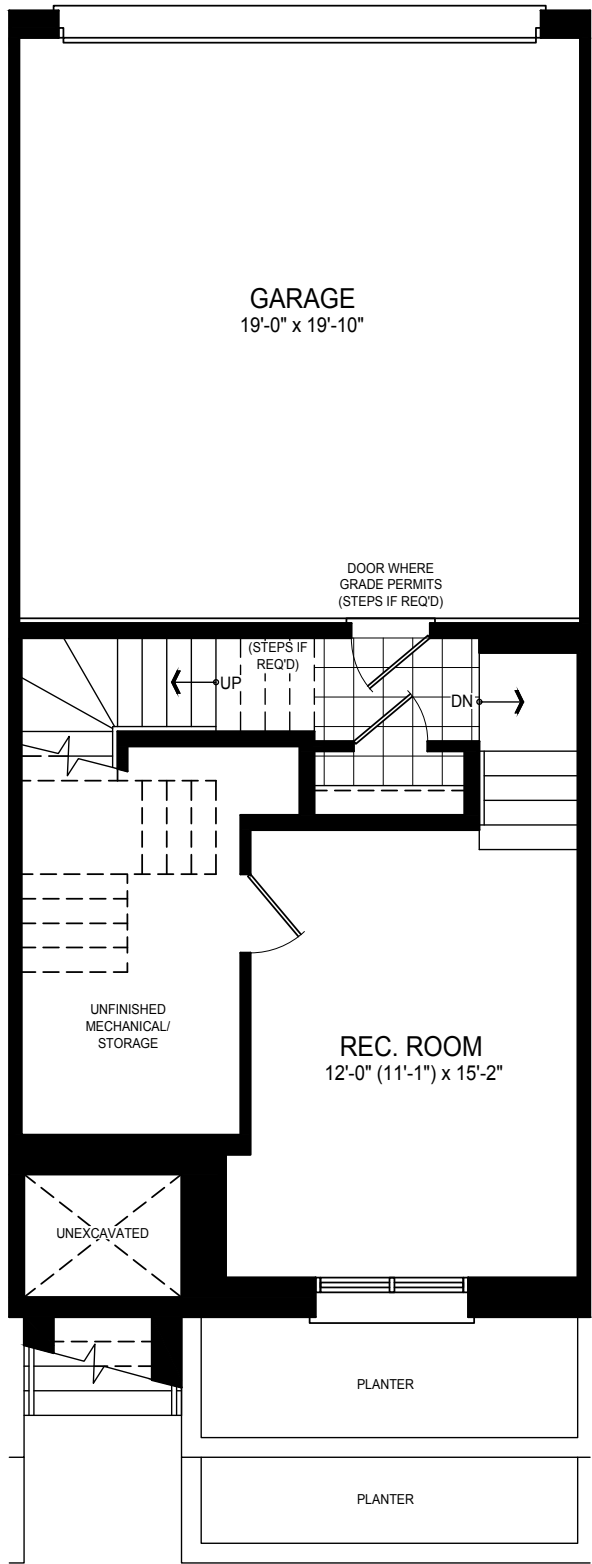 GARAGE
19'-0" x 19'-10"
DOOR WHERE
GRADE PERMITS
(STEPS IF REQ'D)
(STEPS IF
REQ'D)
UP
DN
UNFINISHED
MECHANICAL/
STORAGE
REC. ROOM
12'-0" (11'-1") x 15'-2"
UNEXCAVATED
PLANTER
PLANTER